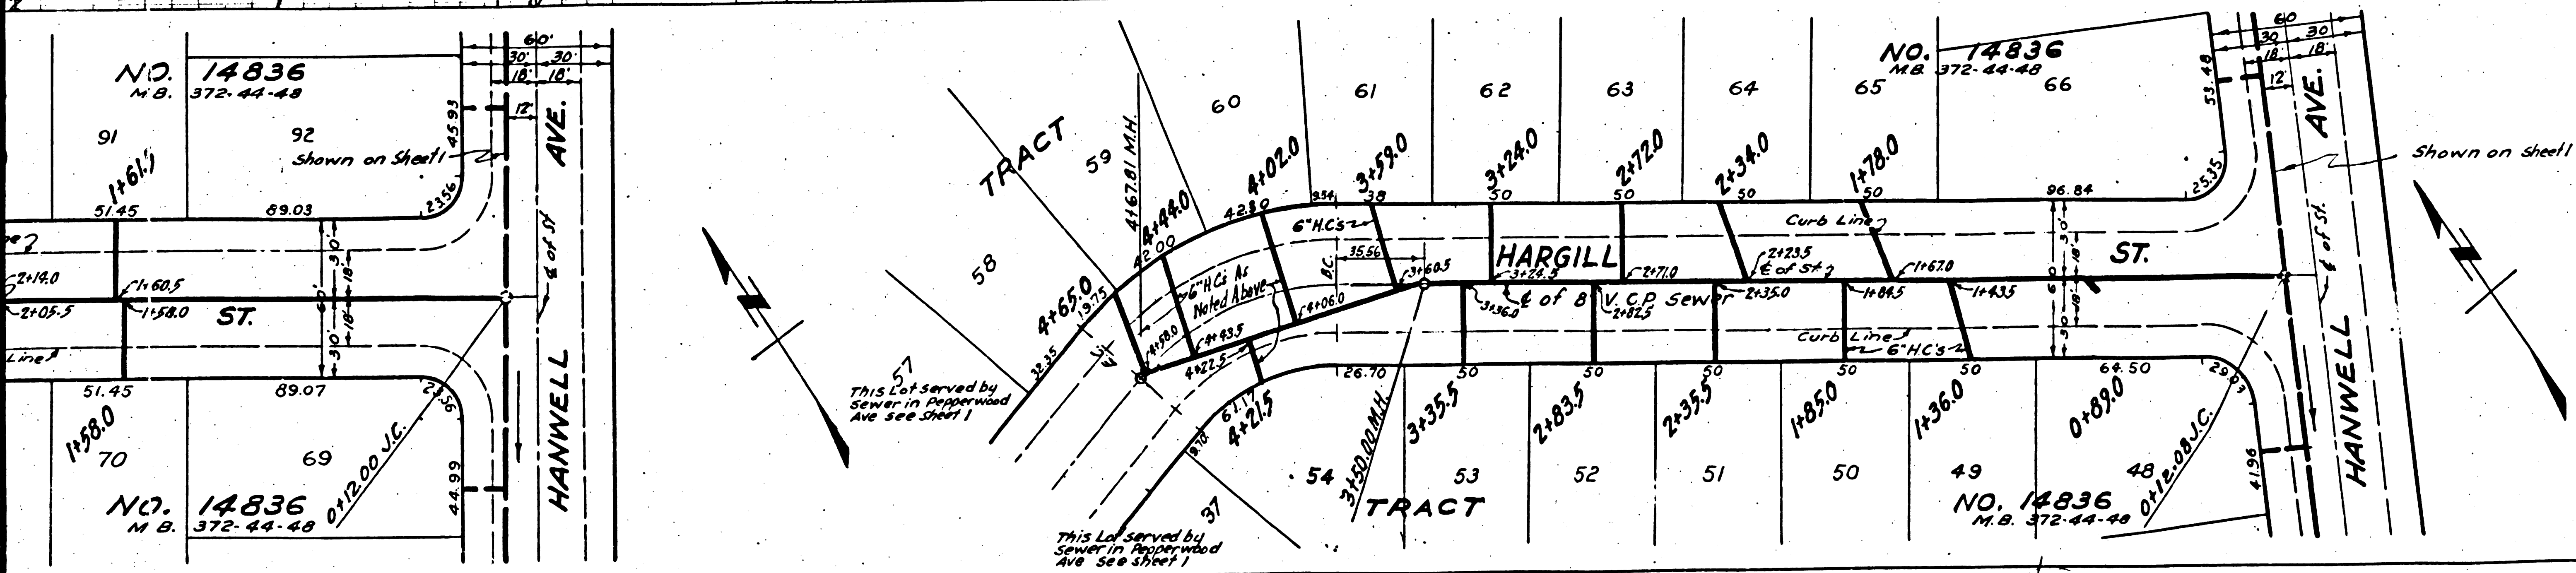 60'
30' 30'
18' 18'
12'
NO. 14836
M.B. 372-44-48
91
92
Shown on Sheet 1
45.93
AVE.
51.45
89.03
23.56
℄ of St.
30'
18'
60'
2+14.0
1+60.5
2+05.5
1+58.0
ST.
18'
30'
Line
51.45
89.07
23.56
1+58.0
70
69
0+12.00 J.C.
44.99
HANWELL
NO. 14836
M.B. 372-44-48
TRACT
58
59
60
61
62
63
64
65
66
NO. 14836
M.B. 372-44-48
60
30 30
18' 18'
12'
53.48
AVE.
Shown on Sheet 1
4+67.81 M.H.
4+65.0
4+44.0
4+02.0
3+59.0
3+24.0
2+72.0
2+34.0
1+78.0
32.35
19.75
42.00
42.80
9.54
38
50
50
50
50
96.84
25.35
6" H.C's
6" H.C's As
Noted Above
35.56
B.C.
HARGILL
Curb Line
ST.
℄ of St.
30'
18'
60
18'
30'
4+58.0
4+43.5
4+22.5
4+06.0
3+60.5
3+24.5
2+71.0
2+23.5
℄ of St.
1+67.0
3+36.0
℄ of 8" V.C.P. Sewer
2+82.5
2+35.0
1+84.5
1+43.5
Curb Line
6" H.C's
57
This Lot served by
Sewer in Pepperwood
Ave see Sheet 1
61.17
19.70
26.70
50
50
50
50
50
64.50
29.03
4+21.5
3+35.5
2+83.5
2+35.5
1+85.0
1+36.0
0+89.0
3+50.00 M.H.
0+12.08 J.C.
41.96
HANWELL
37
54
53
52
51
50
49
48
TRACT
NO. 14836
M.B. 372-44-48
This Lot served by
Sewer in Pepperwood
Ave see sheet 1